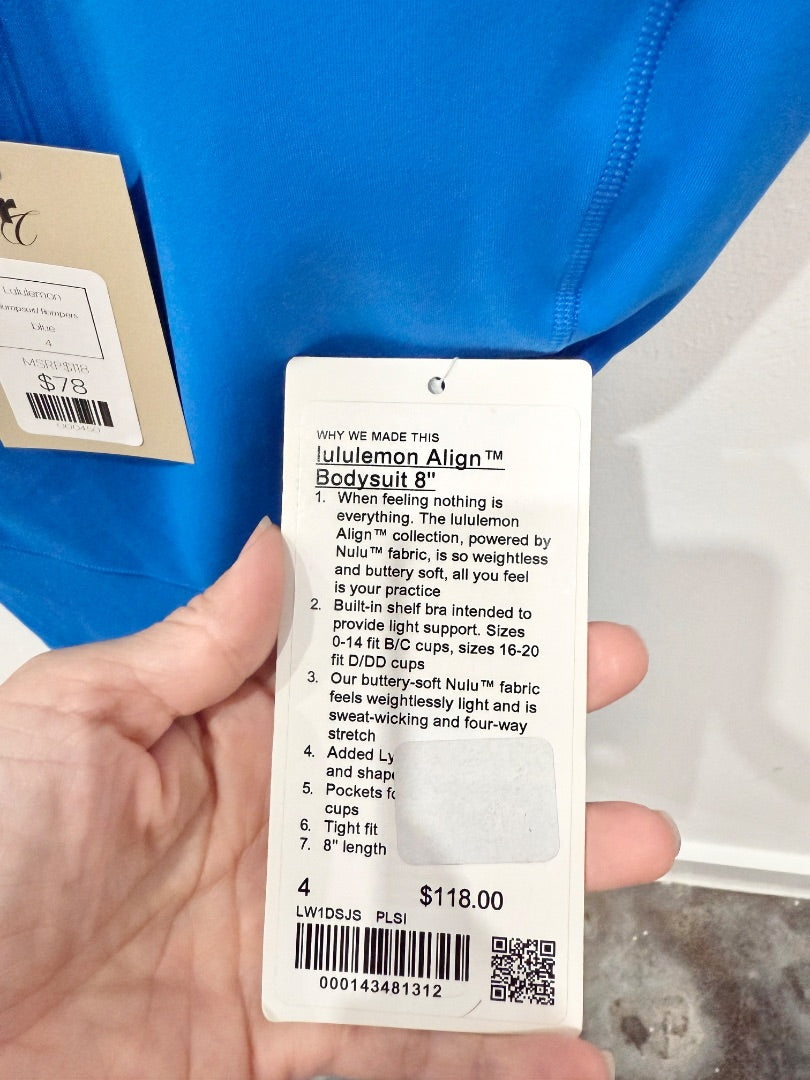 Lululemon
blue
4
MSRP$118
$78
000450
WHY WE MADE THIS
lululemon Align™
Bodysuit 8"
1. When feeling nothing is
everything. The lululemon
Align™ collection, powered by
Nulu™ fabric, is so weightless
and buttery soft, all you feel
is your practice
2. Built-in shelf bra intended to
provide light support. Sizes
0-14 fit B/C cups, sizes 16-20
fit D/DD cups
3. Our buttery-soft Nulu™ fabric
feels weightlessly light and is
sweat-wicking and four-way
stretch
4. Added Ly
and shape
5. Pockets fo
cups
6. Tight fit
7. 8" length
4 $118.00
LW1DSJS PLSI
000143481312